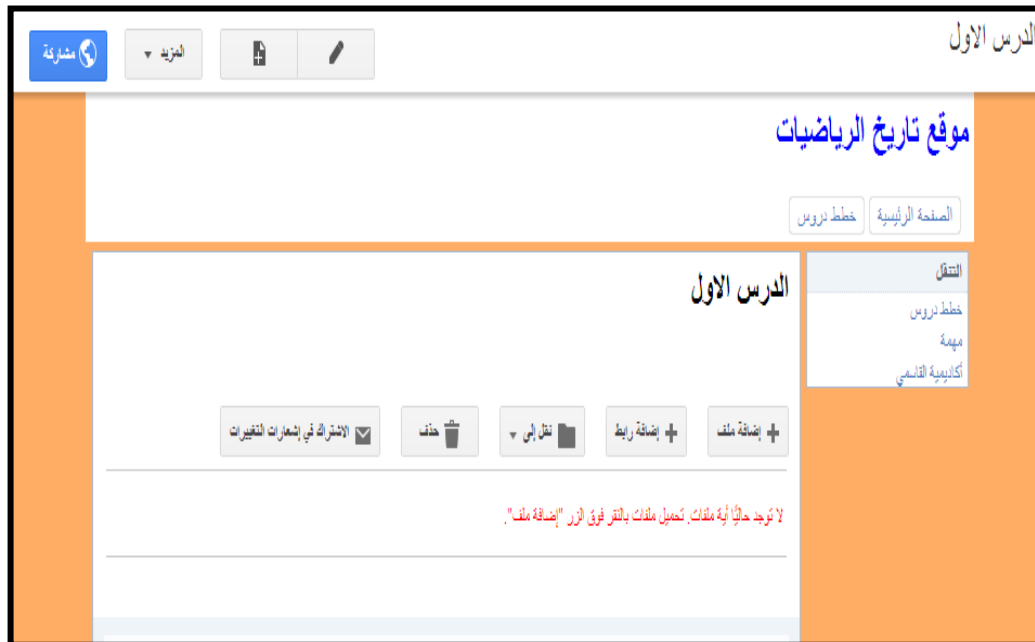 الدرس الاول
المزيد
مشاركة
موقع تاريخ الرياضيات
الصفحة الرئيسية
خطط دروس
التنقل
خطط دروس
مهمة
أكاديمية القاسمي
الدرس الاول
إضافة ملف
إضافة رابط
نقل إلى
حذف
الاشتراك في إشعارات التغييرات
لا توجد حاليًا أية ملفات. تحميل ملفات بالنقر فوق الزر "إضافة ملف".